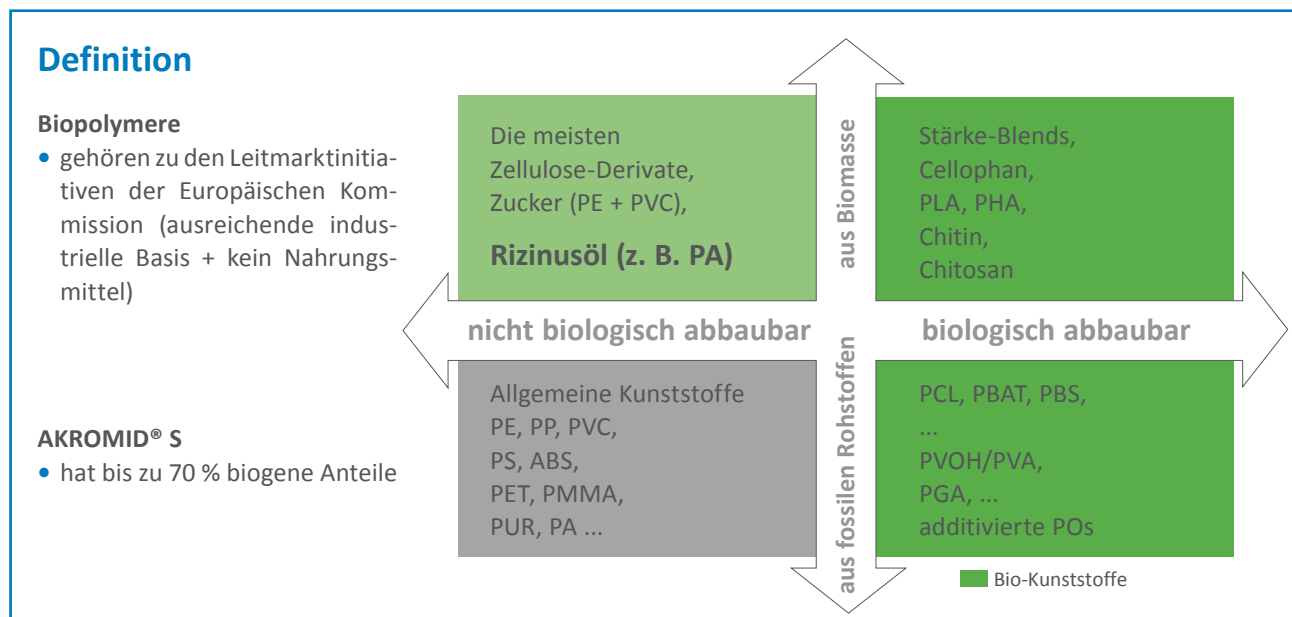 Definition
Biopolymere
• gehören zu den Leitmarktinitia-
tiven der Europäischen Kom-
mission (ausreichende indus-
trielle Basis + kein Nahrungs-
mittel)
AKROMID® S
• hat bis zu 70 % biogene Anteile
Die meisten
Zellulose-Derivate,
Zucker (PE + PVC),
Rizinusöl (z. B. PA)
aus Biomasse
Stärke-Blends,
Cellophan,
PLA, PHA,
Chitin,
Chitosan
nicht biologisch abbaubar
biologisch abbaubar
Allgemeine Kunststoffe
PE, PP, PVC,
PS, ABS,
PET, PMMA,
PUR, PA ...
aus fossilen Rohstoffen
PCL, PBAT, PBS,
...
PVOH/PVA,
PGA, ...
additivierte POs
Bio-Kunststoffe